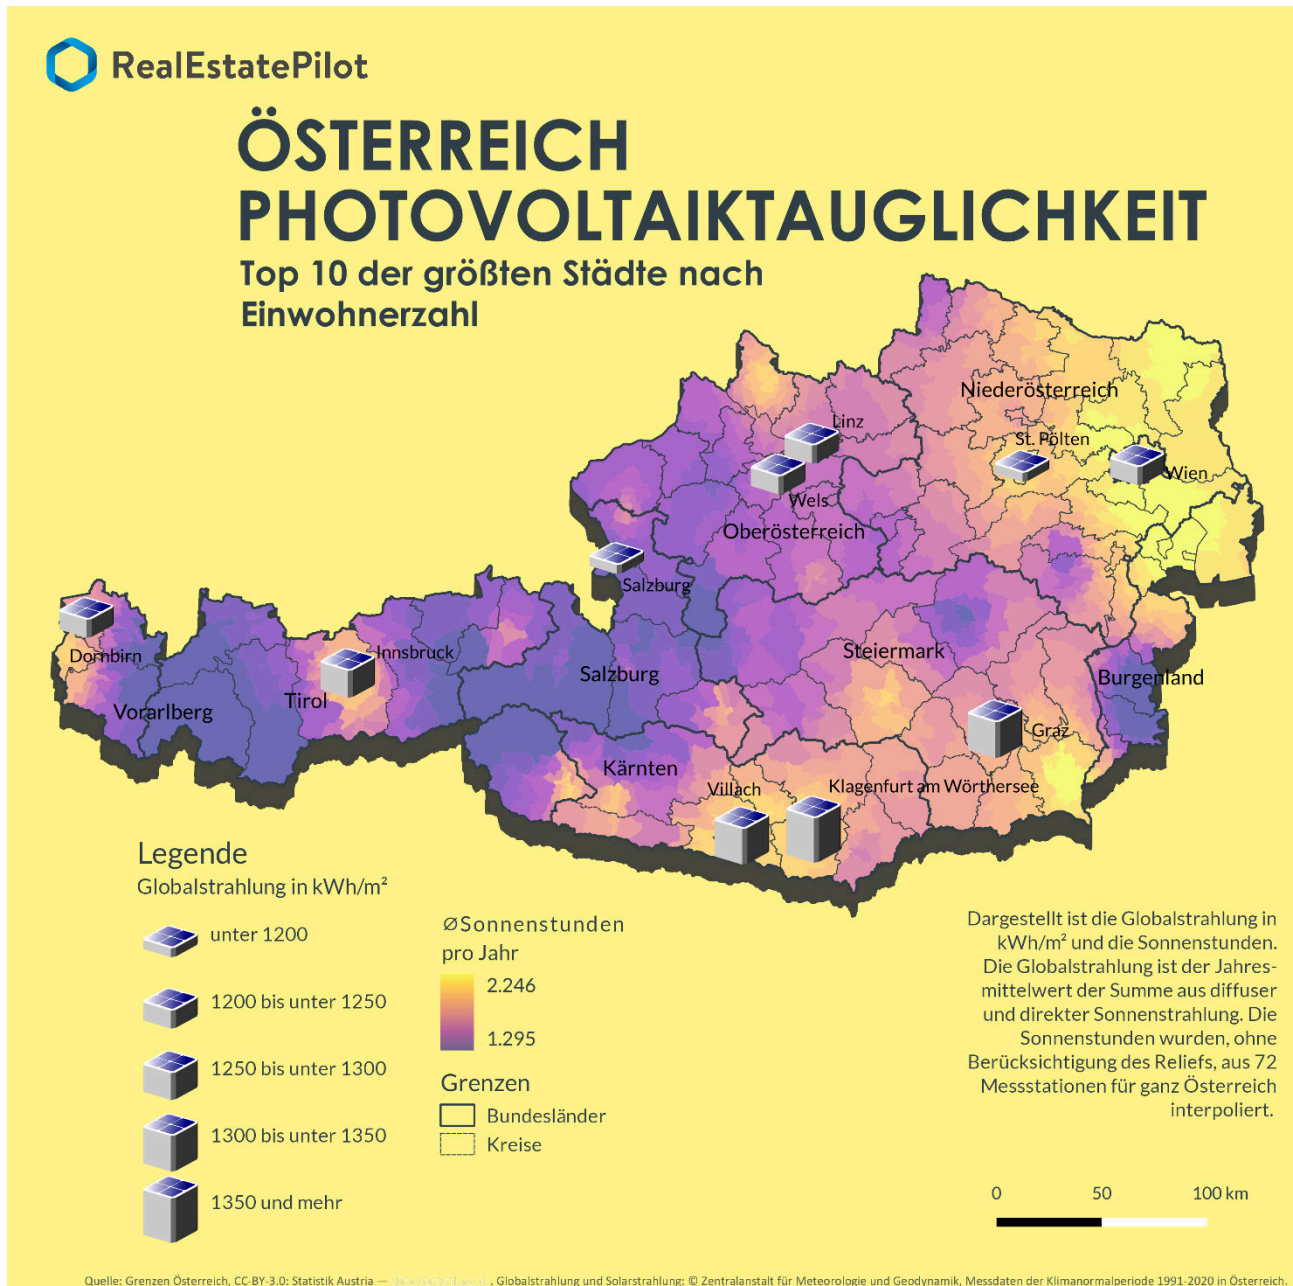 RealEstatePilot
ÖSTERREICH
PHOTOVOLTAIKTAUGLICHKEIT
Top 10 der größten Städte nach
Einwohnerzahl
Niederösterreich
Linz
St. Pölten
Wien
Wels
Oberösterreich
Salzburg
Dornbirn
Innsbruck
Steiermark
Salzburg
Burgenland
Tirol
Vorarlberg
Graz
Kärnten
Villach
Klagenfurt am Wörthersee
Legende
Globalstrahlung in kWh/m²
unter 1200
1200 bis unter 1250
1250 bis unter 1300
1300 bis unter 1350
1350 und mehr
⌀Sonnenstunden
pro Jahr
2.246
1.295
Grenzen
Bundesländer
Kreise
Dargestellt ist die Globalstrahlung in
kWh/m² und die Sonnenstunden.
Die Globalstrahlung ist der Jahres-
mittelwert der Summe aus diffuser
und direkter Sonnenstrahlung. Die
Sonnenstunden wurden, ohne
Berücksichtigung des Reliefs, aus 72
Messstationen für ganz Österreich
interpoliert.
0 50 100 km
Quelle: Grenzen Österreich, CC-BY-3.0: Statistik Austria — . Globalstrahlung und Solarstrahlung: © Zentralanstalt für Meteorologie und Geodynamik, Messdaten der Klimanormalperiode 1991-2020 in Österreich.